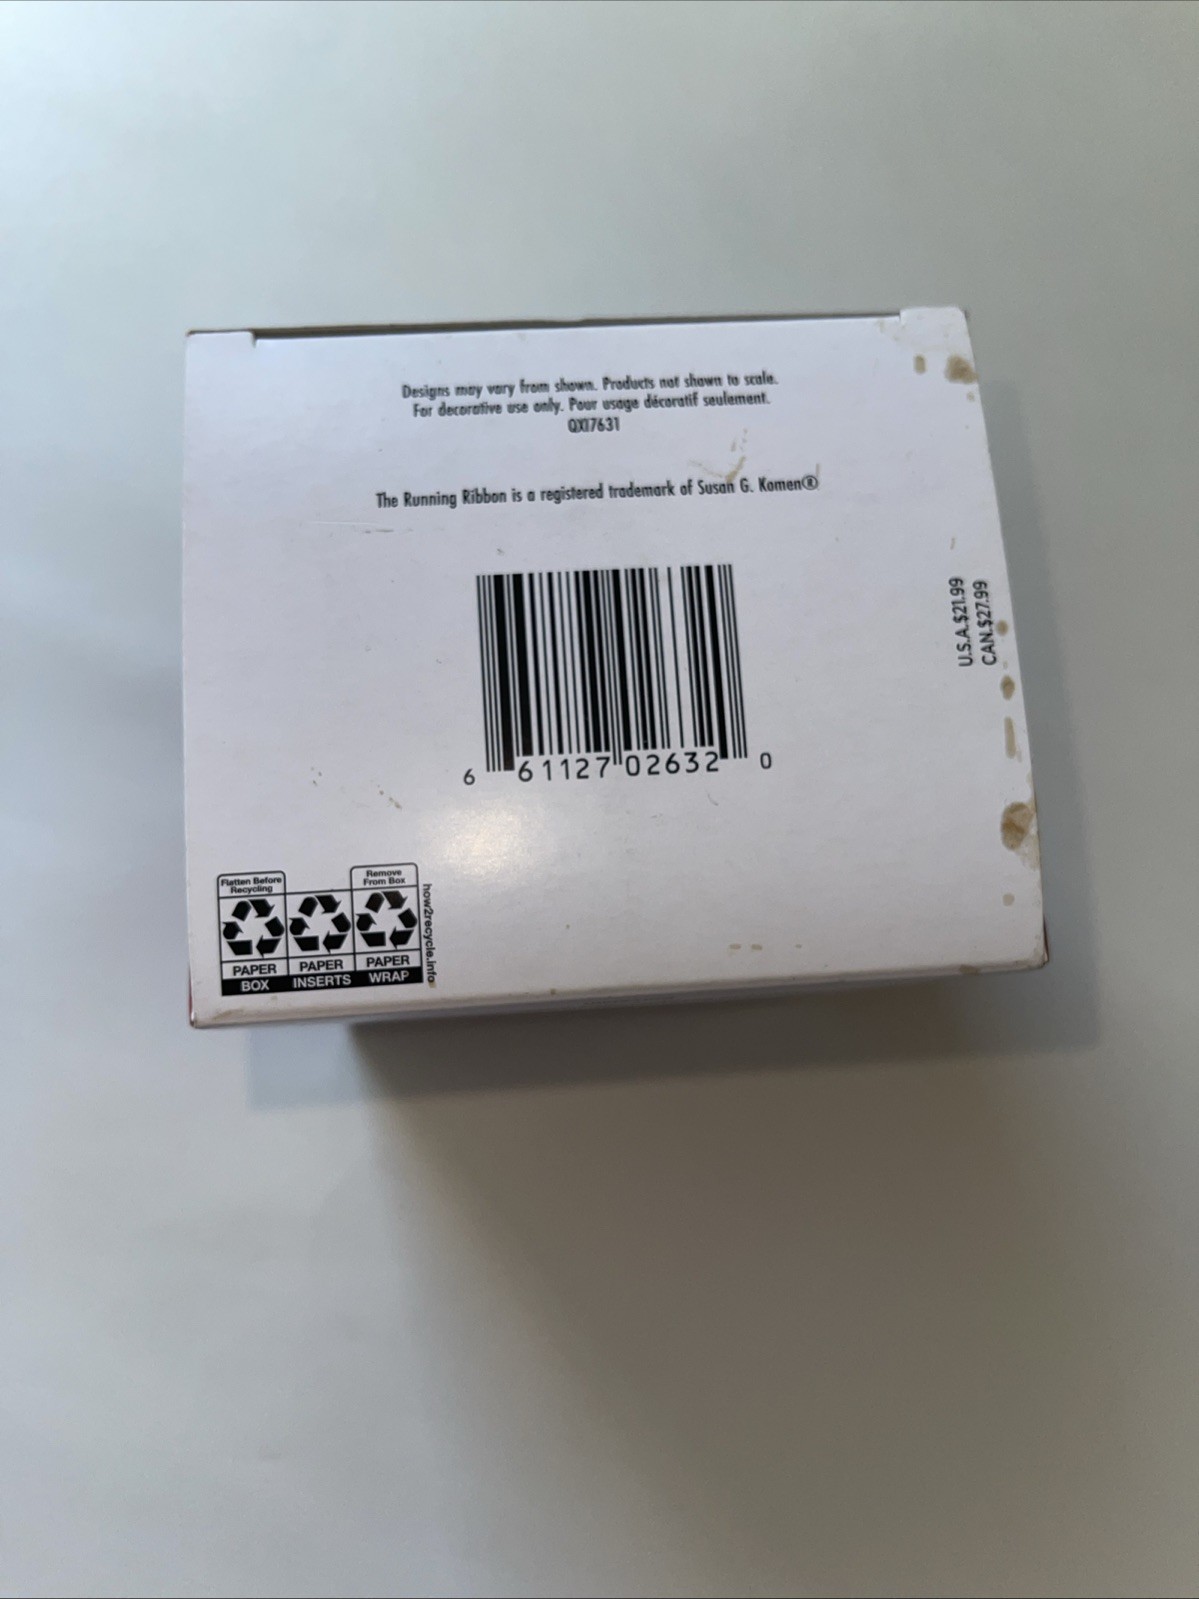 Designs may vary from shown. Products not shown to scale.
For decorative use only. Pour usage décoratif seulement.
QXI7631
The Running Ribbon is a registered trademark of Susan G. Komen®
U.S.A.$21.99
CAN.$27.99
6 61127 02632 0
Flatten Before
Recycling
Remove
From Box
PAPER PAPER PAPER
BOX INSERTS WRAP
how2recycle.info